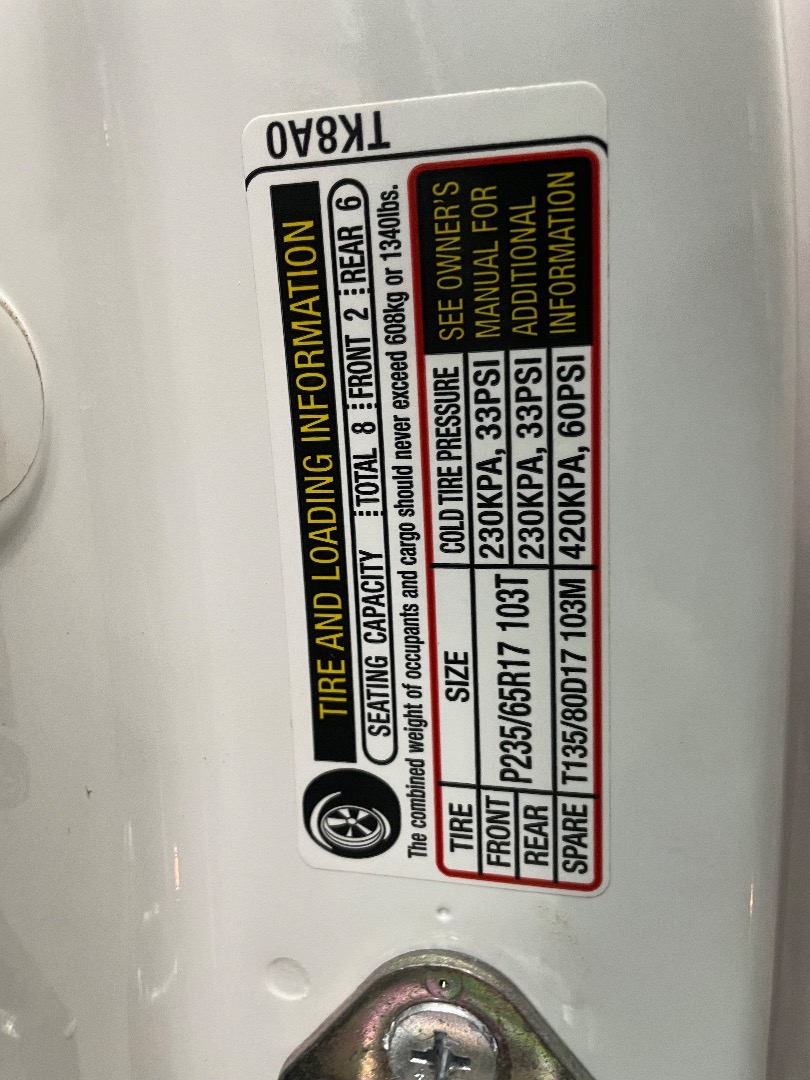 TK8A0
TIRE AND LOADING INFORMATION
SEATING CAPACITY TOTAL 8 FRONT 2 REAR 6
The combined weight of occupants and cargo should never exceed 608kg or 1340lbs.
TIRE SIZE COLD TIRE PRESSURE
FRONT P235/65R17 103T 230KPA, 33PSI
REAR 230KPA, 33PSI
SPARE T135/80D17 103M 420KPA, 60PSI
SEE OWNER'S
MANUAL FOR
ADDITIONAL
INFORMATION